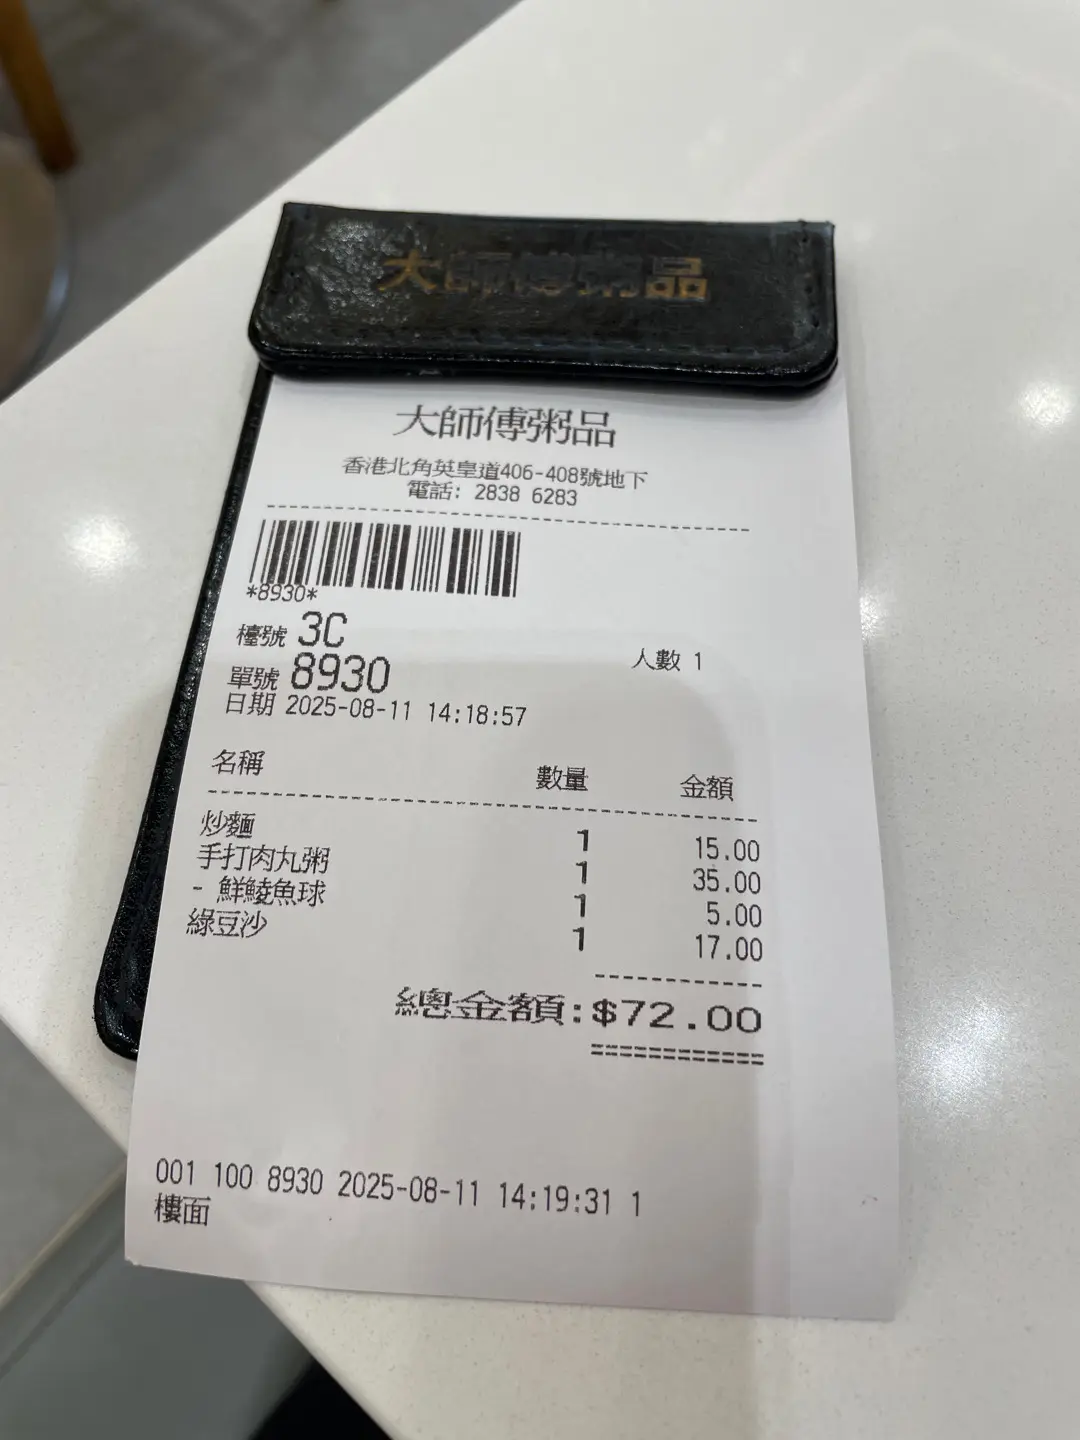 大師傅粥品
大師傅粥品
香港北角英皇道406-408號地下
電話: 2838 6283
*8930*
檯號 3C
人數 1
單號 8930
日期 2025-08-11 14:18:57
名稱 數量 金額
炒麵 1 15.00
手打肉丸粥 1 35.00
- 鮮鯪魚球 1 5.00
綠豆沙 1 17.00
總金額:$72.00
001 100 8930 2025-08-11 14:19:31 1
樓面